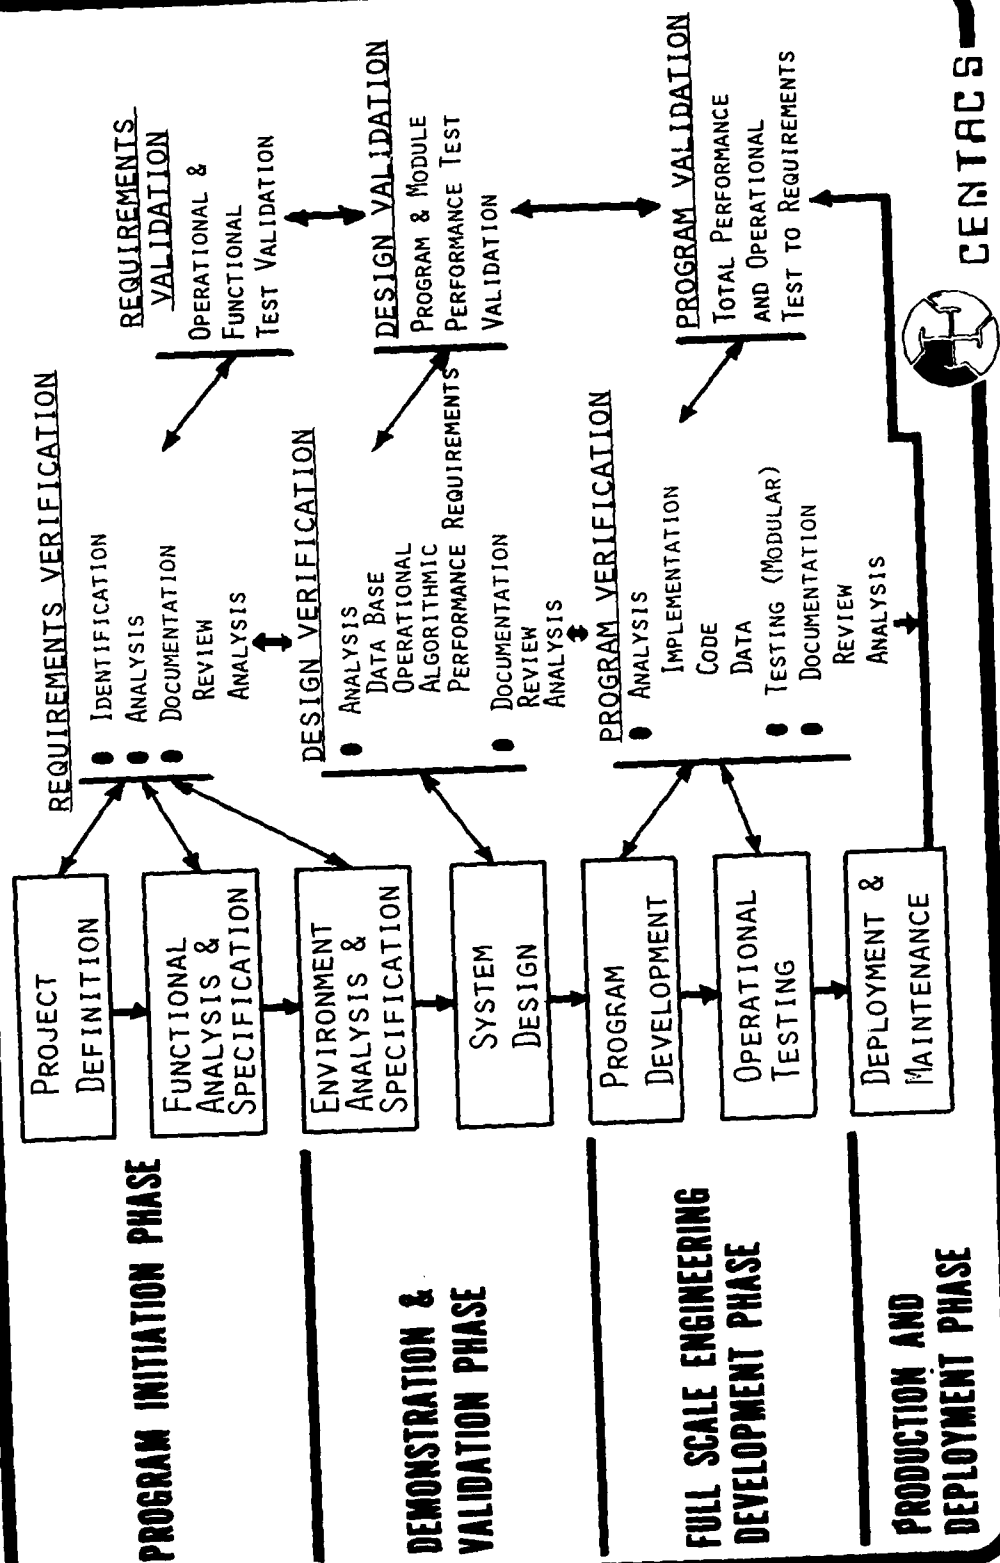 PROGRAM INITIATION PHASE
DEMONSTRATION &
VALIDATION PHASE
FULL SCALE ENGINEERING
DEVELOPMENT PHASE
PRODUCTION AND
DEPLOYMENT PHASE
PROJECT
DEFINITION
FUNCTIONAL
ANALYSIS &
SPECIFICATION
ENVIRONMENT
ANALYSIS &
SPECIFICATION
SYSTEM
DESIGN
PROGRAM
DEVELOPMENT
OPERATIONAL
TESTING
DEPLOYMENT &
MAINTENANCE
REQUIREMENTS VERIFICATION
● IDENTIFICATION
● ANALYSIS
● DOCUMENTATION
REVIEW
ANALYSIS
DESIGN VERIFICATION
● ANALYSIS
DATA BASE
OPERATIONAL
ALGORITHMIC
PERFORMANCE REQUIREMENTS
● DOCUMENTATION
REVIEW
ANALYSIS
PROGRAM VERIFICATION
● ANALYSIS
IMPLEMENTATION
CODE
DATA
● TESTING (MODULAR)
● DOCUMENTATION
REVIEW
ANALYSIS
REQUIREMENTS
VALIDATION
OPERATIONAL &
FUNCTIONAL
TEST VALIDATION
DESIGN VALIDATION
PROGRAM & MODULE
PERFORMANCE TEST
VALIDATION
PROGRAM VALIDATION
TOTAL PERFORMANCE
AND OPERATIONAL
TEST TO REQUIREMENTS
CENTACS